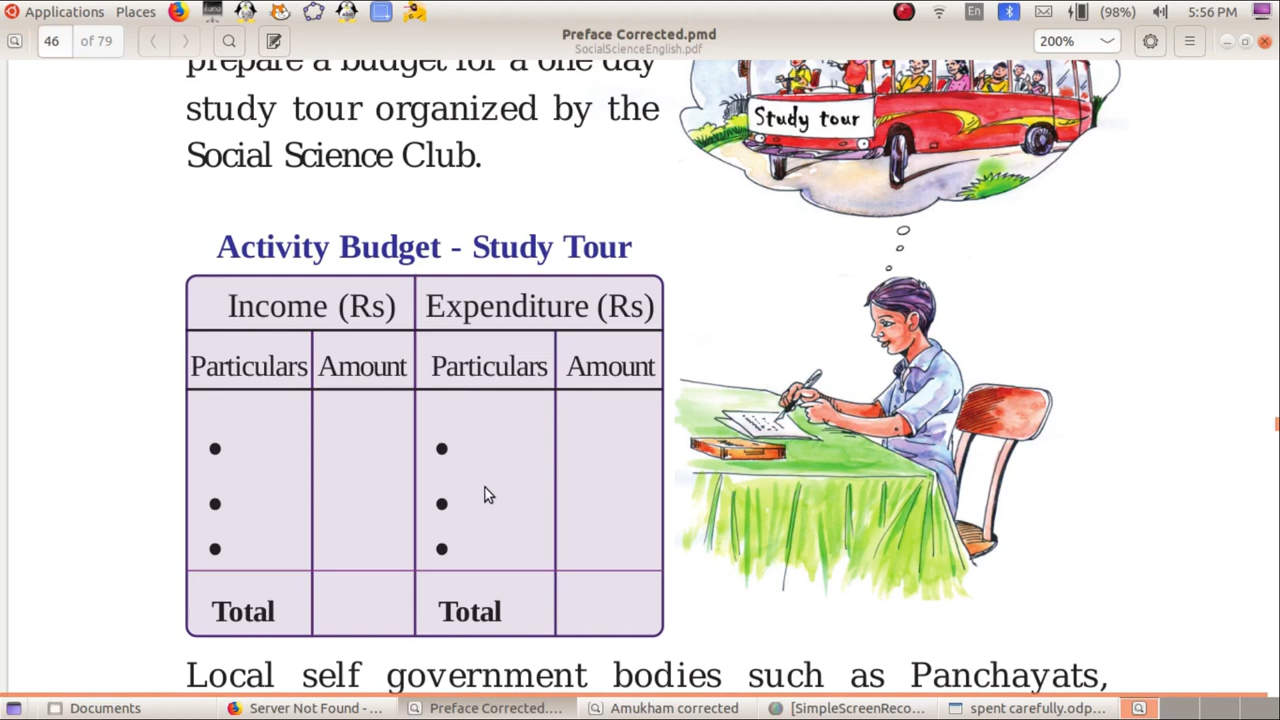 Applications Places En (98%) 5:56 PM
46 of 79 Preface Corrected.pmd 200%
SocialScienceEnglish.pdf
prepare a budget for a one day
study tour organized by the
Social Science Club.
Study tour
Activity Budget - Study Tour
Income (Rs) Expenditure (Rs)
Particulars Amount Particulars Amount
•
•
•
•
•
•
Total Total
Local self government bodies such as Panchayats,
Documents Server Not Found - ... Preface Corrected.... Amukham corrected [SimpleScreenReco... spent carefully.odp...